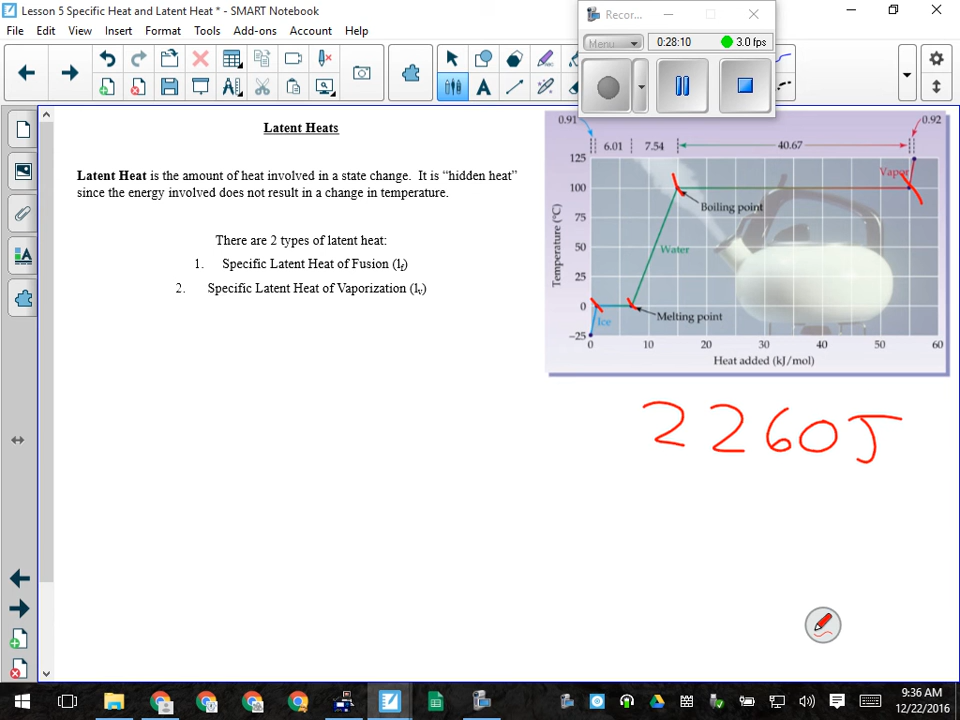 Lesson 5 Specific Heat and Latent Heat * - SMART Notebook
File Edit View Insert Format Tools Add-ons Account Help
Recor...
Menu 0:28:10 3.0 fps
Latent Heats
Latent Heat is the amount of heat involved in a state change. It is “hidden heat”
since the energy involved does not result in a change in temperature.
There are 2 types of latent heat:
1. Specific Latent Heat of Fusion (lf)
2. Specific Latent Heat of Vaporization (lv)
0.91 0.92
6.01 7.54 40.67
125
100
75
50
25
0
−25
Temperature (°C)
Vapor
Boiling point
Water
Melting point
Ice
0 10 20 30 40 50 60
Heat added (kJ/mol)
2260J
9:36 AM
12/22/2016